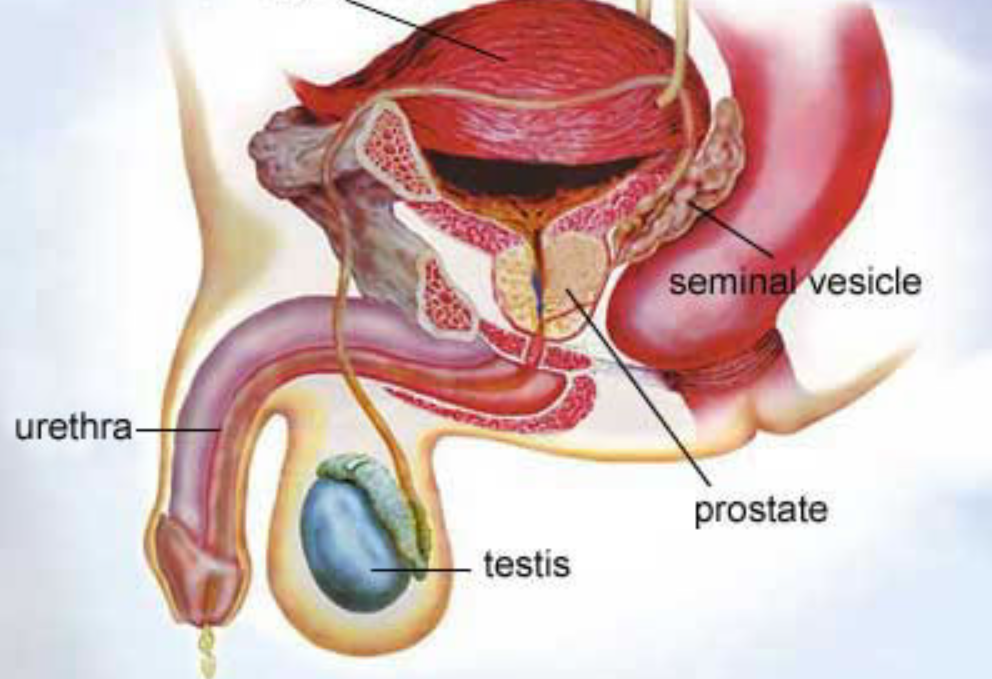 seminal vesicle
urethra
prostate
testis